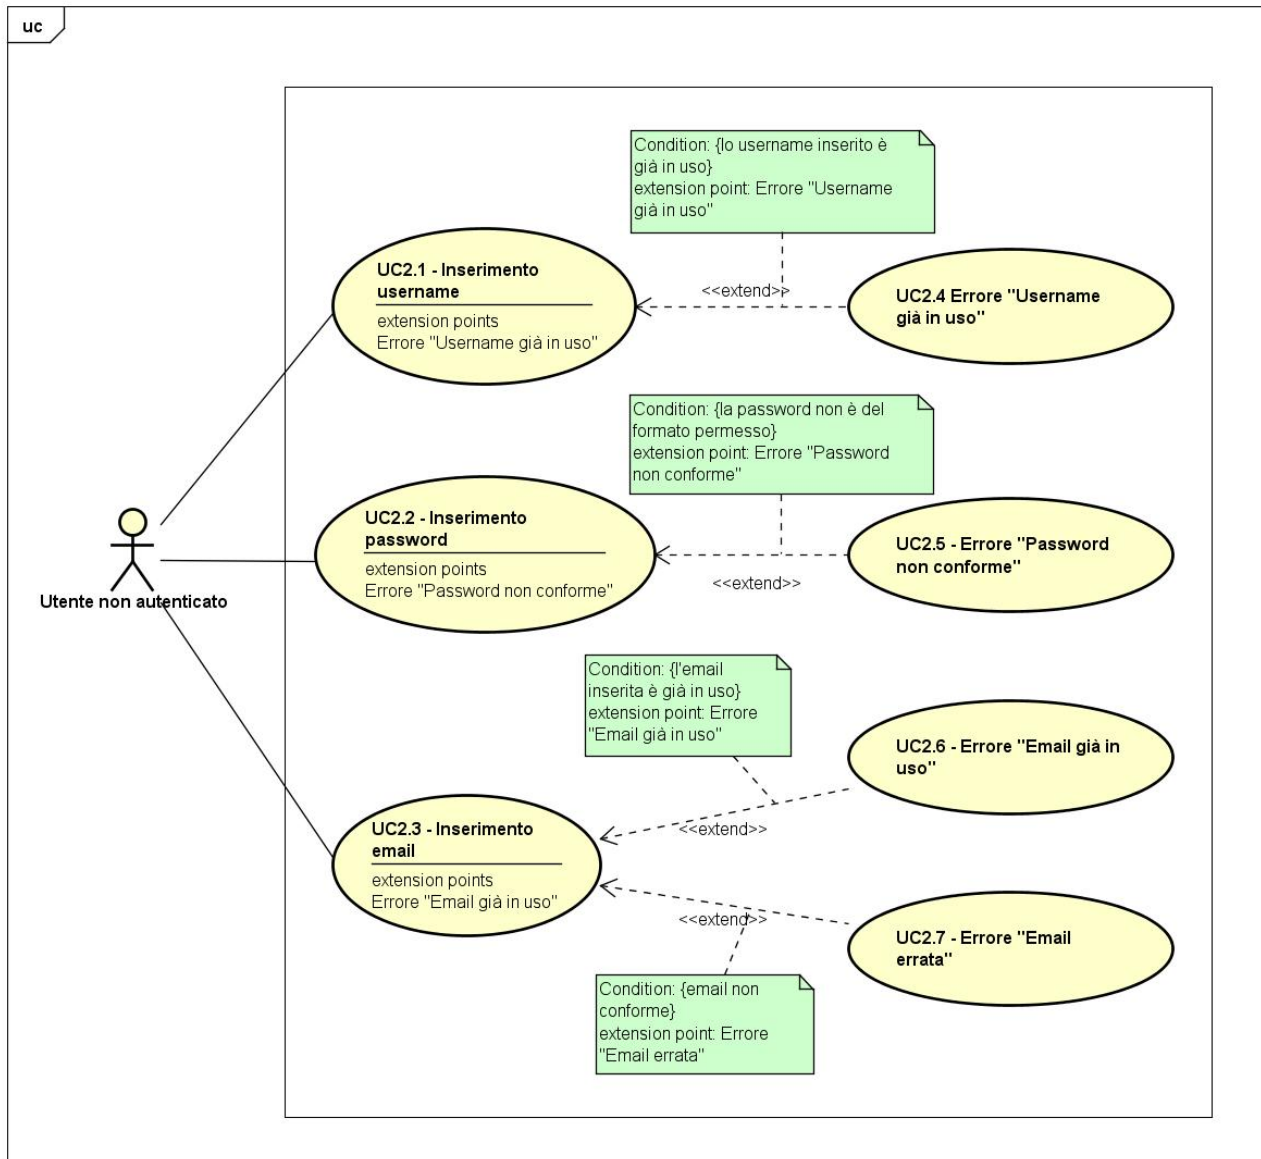 uc
Condition: {lo username inserito è
già in uso}
extension point: Errore "Username
già in uso"
UC2.1 - Inserimento
username
extension points
Errore "Username già in uso"
<<extend>>
UC2.4 Errore "Username
già in uso"
Condition: {la password non è del
formato permesso}
extension point: Errore "Password
non conforme"
UC2.2 - Inserimento
password
extension points
Errore "Password non conforme"
<<extend>>
UC2.5 - Errore "Password
non conforme"
Utente non autenticato
Condition: {l'email
inserita è già in uso}
extension point: Errore
"Email già in uso"
UC2.6 - Errore "Email già in
uso"
<<extend>>
UC2.3 - Inserimento
email
extension points
Errore "Email già in uso"
<<extend>>
UC2.7 - Errore "Email
errata"
Condition: {email non
conforme}
extension point: Errore
"Email errata"